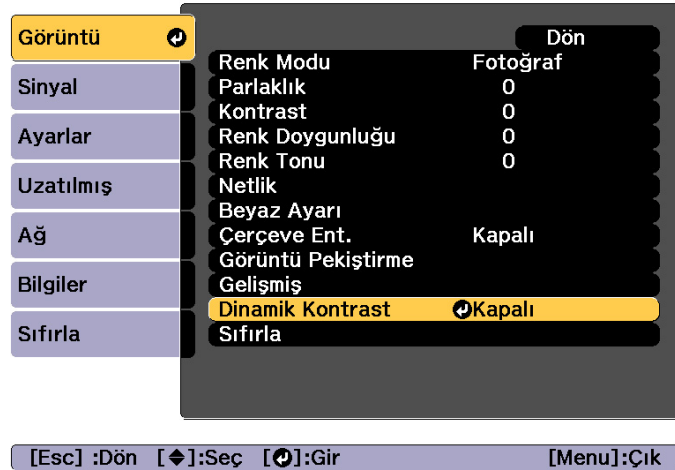 Görüntü
Sinyal
Ayarlar
Uzatılmış
Ağ
Bilgiler
Sıfırla
Dön
Renk Modu Fotoğraf
Parlaklık 0
Kontrast 0
Renk Doygunluğu 0
Renk Tonu 0
Netlik
Beyaz Ayarı
Çerçeve Ent. Kapalı
Görüntü Pekiştirme
Gelişmiş
Dinamik Kontrast Kapalı
Sıfırla
[Esc] :Dön [◆]:Seç [↵]:Gir [Menu]:Çık